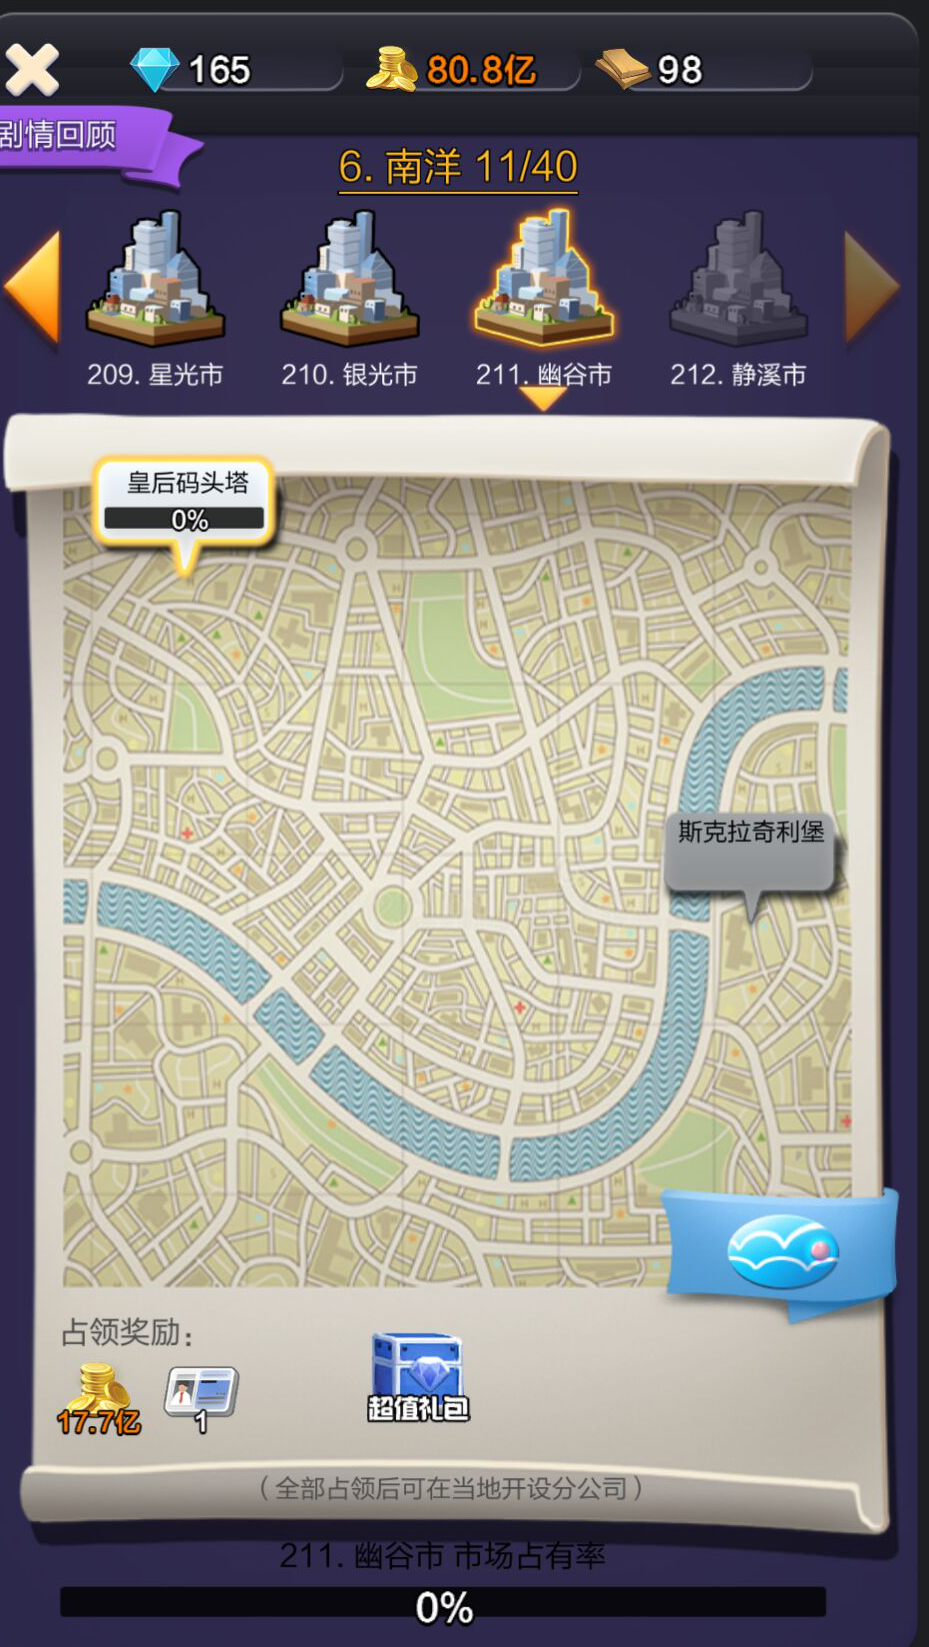 165
80.8亿
98
剧情回顾
6. 南洋 11/40
209. 星光市
210. 银光市
211. 幽谷市
212. 静溪市
皇后码头塔
0%
斯克拉奇利堡
占领奖励：
17.7亿
1
超值礼包
（全部占领后可在当地开设分公司）
211. 幽谷市 市场占有率
0%